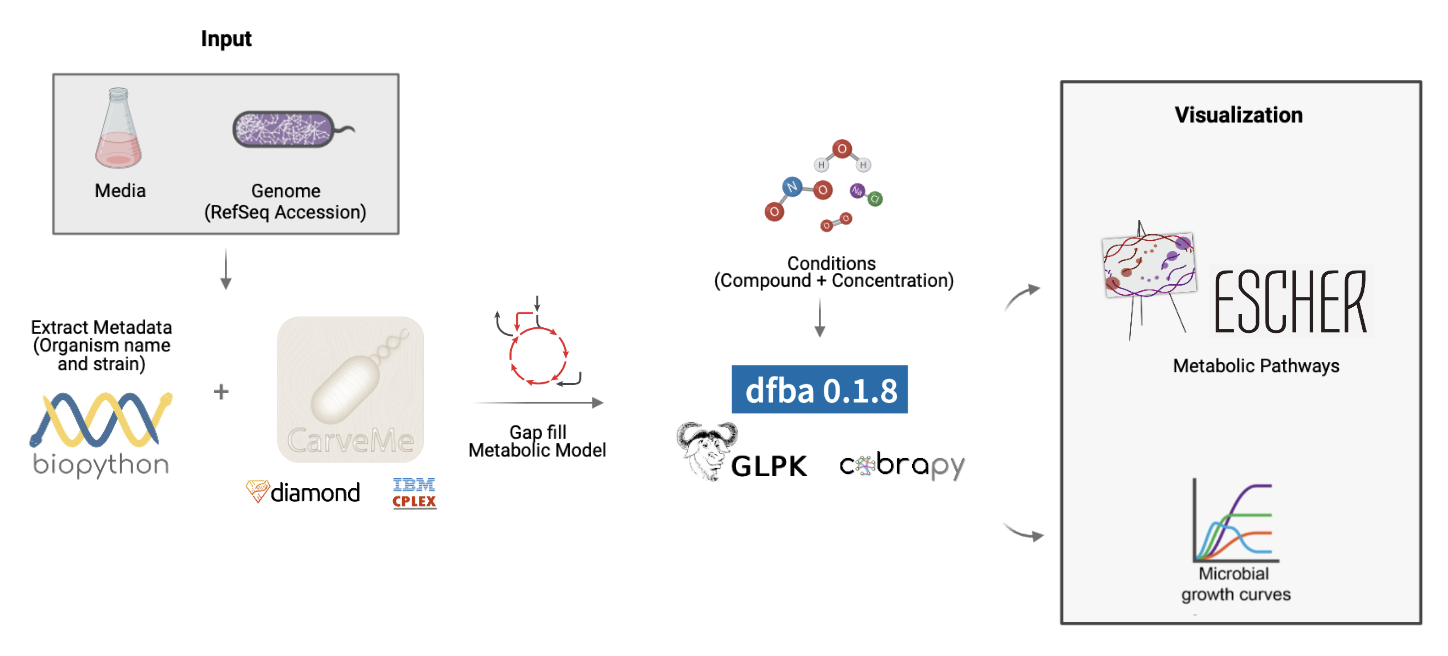 Input
Media
Genome
(RefSeq Accession)
Extract Metadata
(Organism name
and strain)
biopython
+
CarveMe
diamond
IBM
CPLEX
Gap fill
Metabolic Model
H
O
H
N
O
O
Na
Cl
O
O
Conditions
(Compound + Concentration)
dfba 0.1.8
GLPK
cobrapy
Visualization
ESCHER
Metabolic Pathways
Microbial
growth curves